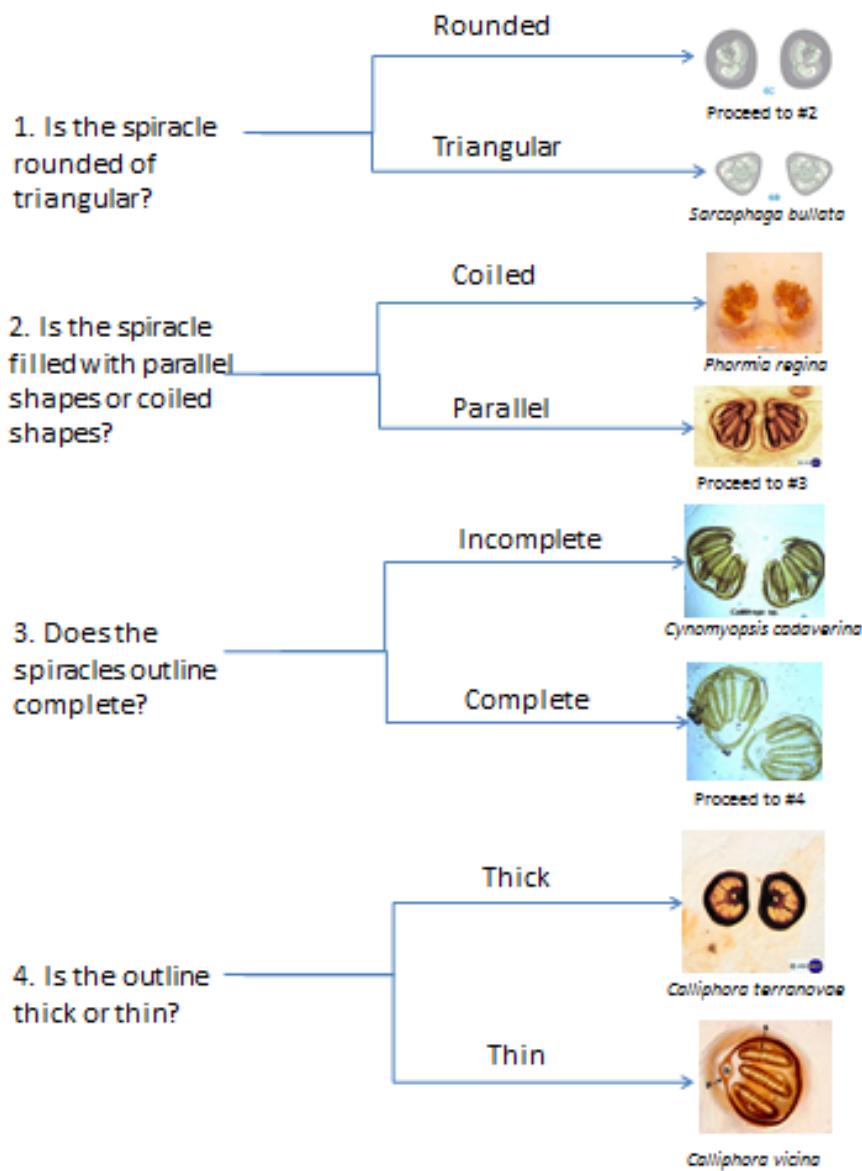 Rounded
6C
Proceed to #2
1. Is the spiracle
rounded of
triangular?
Triangular
6B
Sarcophaga bullata
Coiled
2. Is the spiracle
filled with parallel
shapes or coiled
shapes?
Phormia regina
Parallel
Proceed to #3
Incomplete
Cynomyopsis cadaverina
3. Does the
spiracles outline
complete?
Complete
Proceed to #4
Thick
Calliphora terranovae
4. Is the outline
thick or thin?
Thin
Calliphora vicina